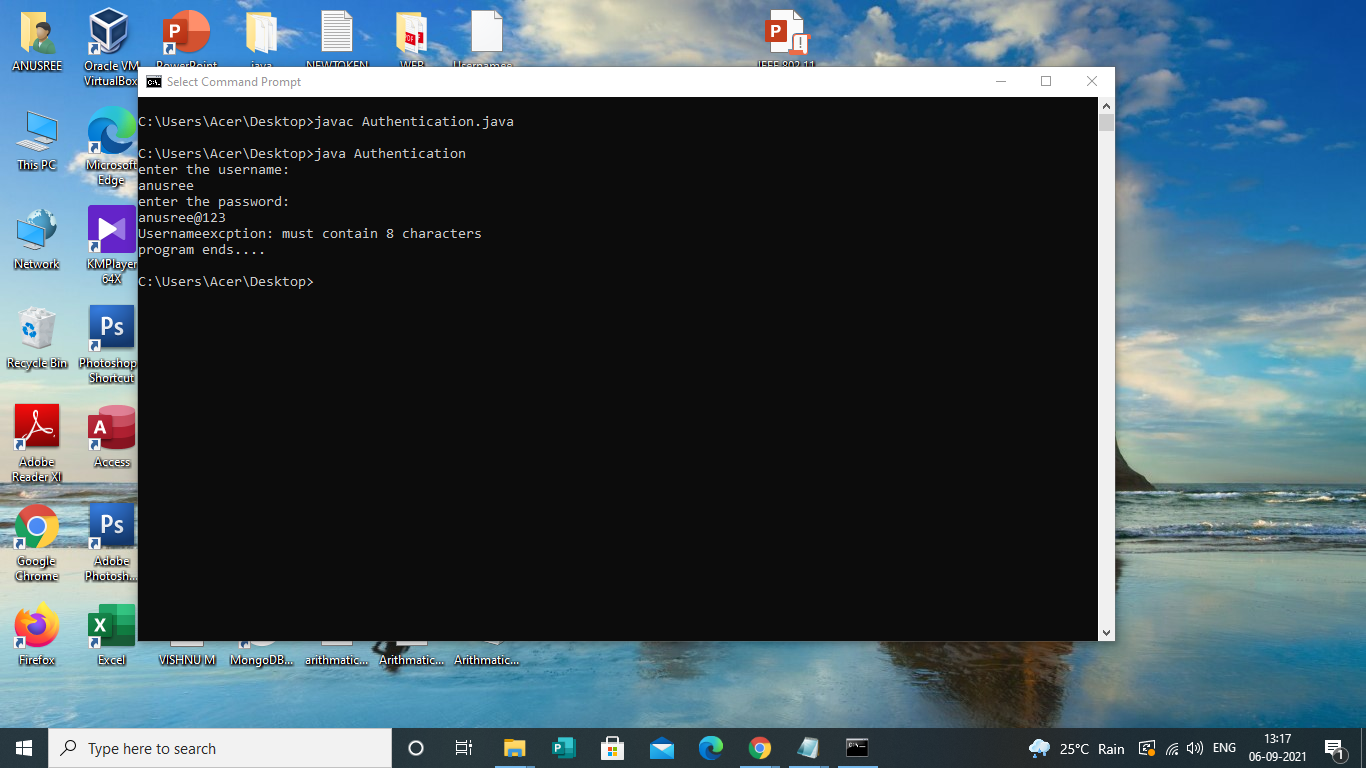 ANUSREE
Oracle VM
VirtualBox
PowerPoint
java
NEWTOKEN
WEB
Usernames
IEEE 802.11
Select Command Prompt
C:\Users\Acer\Desktop>javac Authentication.java
C:\Users\Acer\Desktop>java Authentication
enter the username:
anusree
enter the password:
anusree@123
Usernameexcption: must contain 8 characters
program ends....
C:\Users\Acer\Desktop>
This PC
Microsoft
Edge
Network
KMPlayer
64X
Recycle Bin
Photoshop
Shortcut
Adobe
Reader XI
Access
Google
Chrome
Adobe
Photosh...
Firefox
Excel
VISHNU M
MongoDB...
arithmatic...
Arithmatic...
Arithmatic...
Type here to search
25°C Rain
ENG
13:17
06-09-2021
1